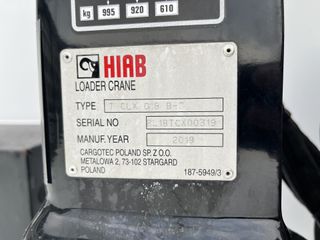 kg 995 920 610
HIAB
LOADER CRANE
TYPE
SERIAL NO
MANUF. YEAR 2019
CARGOTEC POLAND SP. Z O.O.
METALOWA 2, 73-102 STARGARD
POLAND
187-5949/3